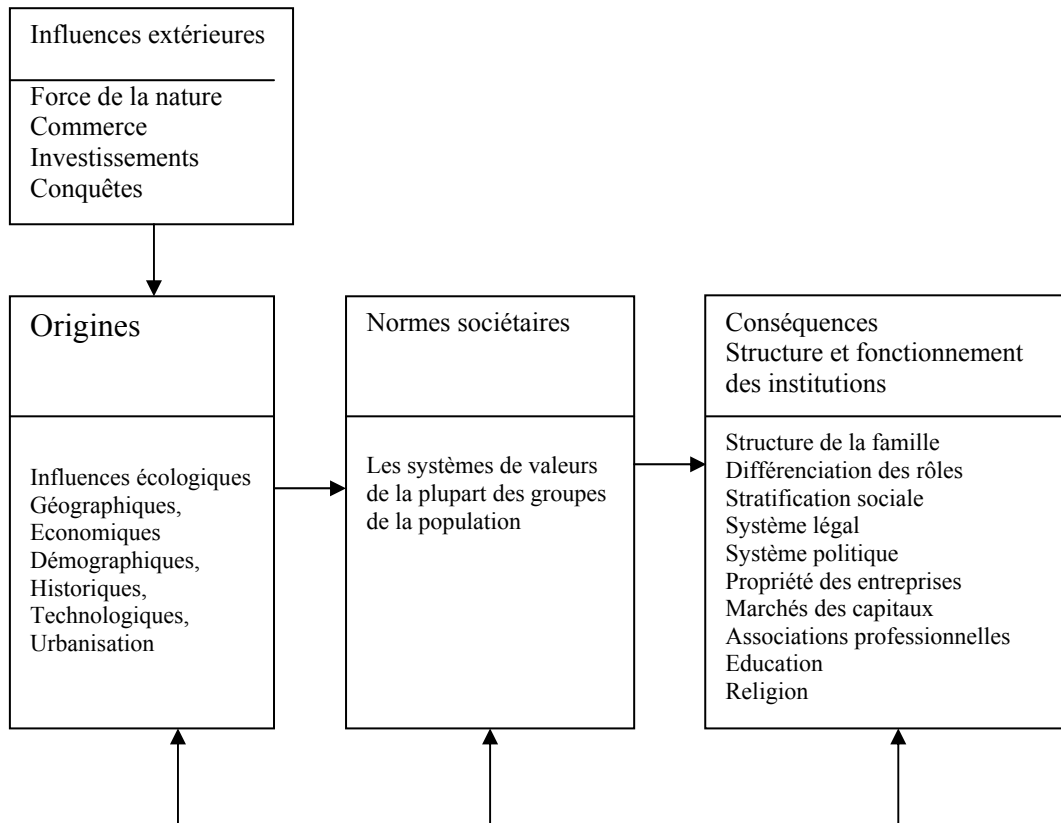 Influences extérieures
Force de la nature
Commerce
Investissements
Conquêtes
Origines
Influences écologiques
Géographiques,
Economiques
Démographiques,
Historiques,
Technologiques,
Urbanisation
Normes sociétaires
Les systèmes de valeurs
de la plupart des groupes
de la population
Conséquences
Structure et fonctionnement
des institutions
Structure de la famille
Différenciation des rôles
Stratification sociale
Système légal
Système politique
Propriété des entreprises
Marchés des capitaux
Associations professionnelles
Education
Religion